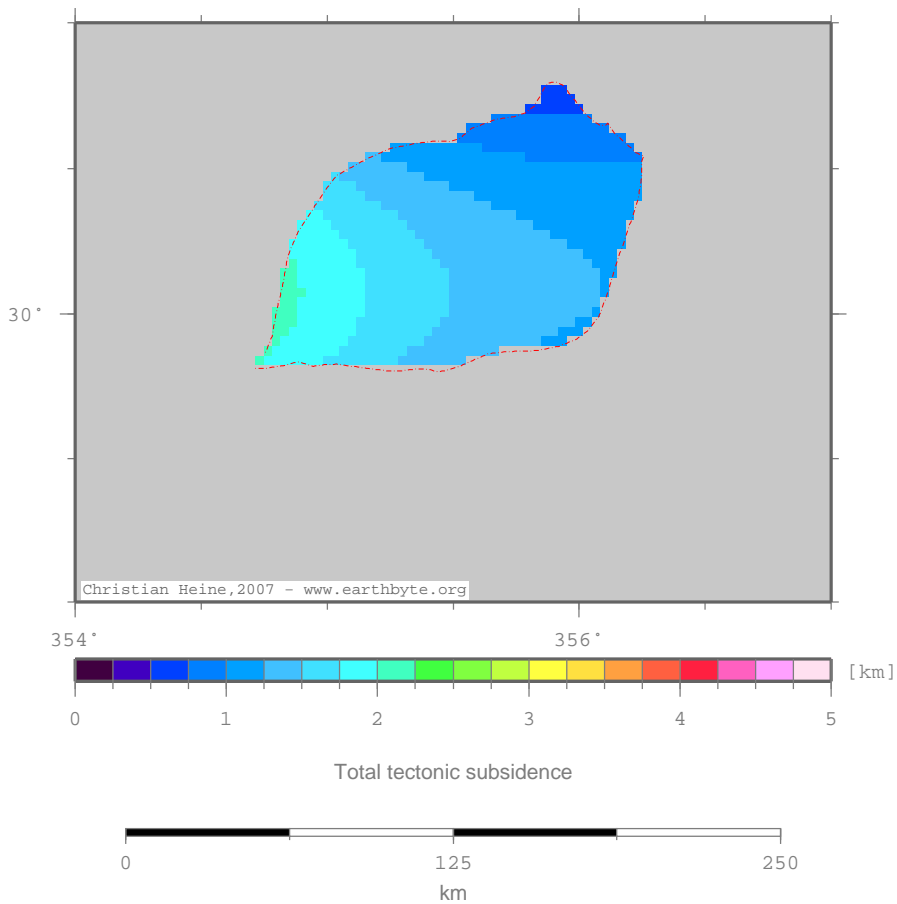 30°
Christian Heine,2007 - www.earthbyte.org
354° 356°
[km]
0 1 2 3 4 5
Total tectonic subsidence
0 125 250
km